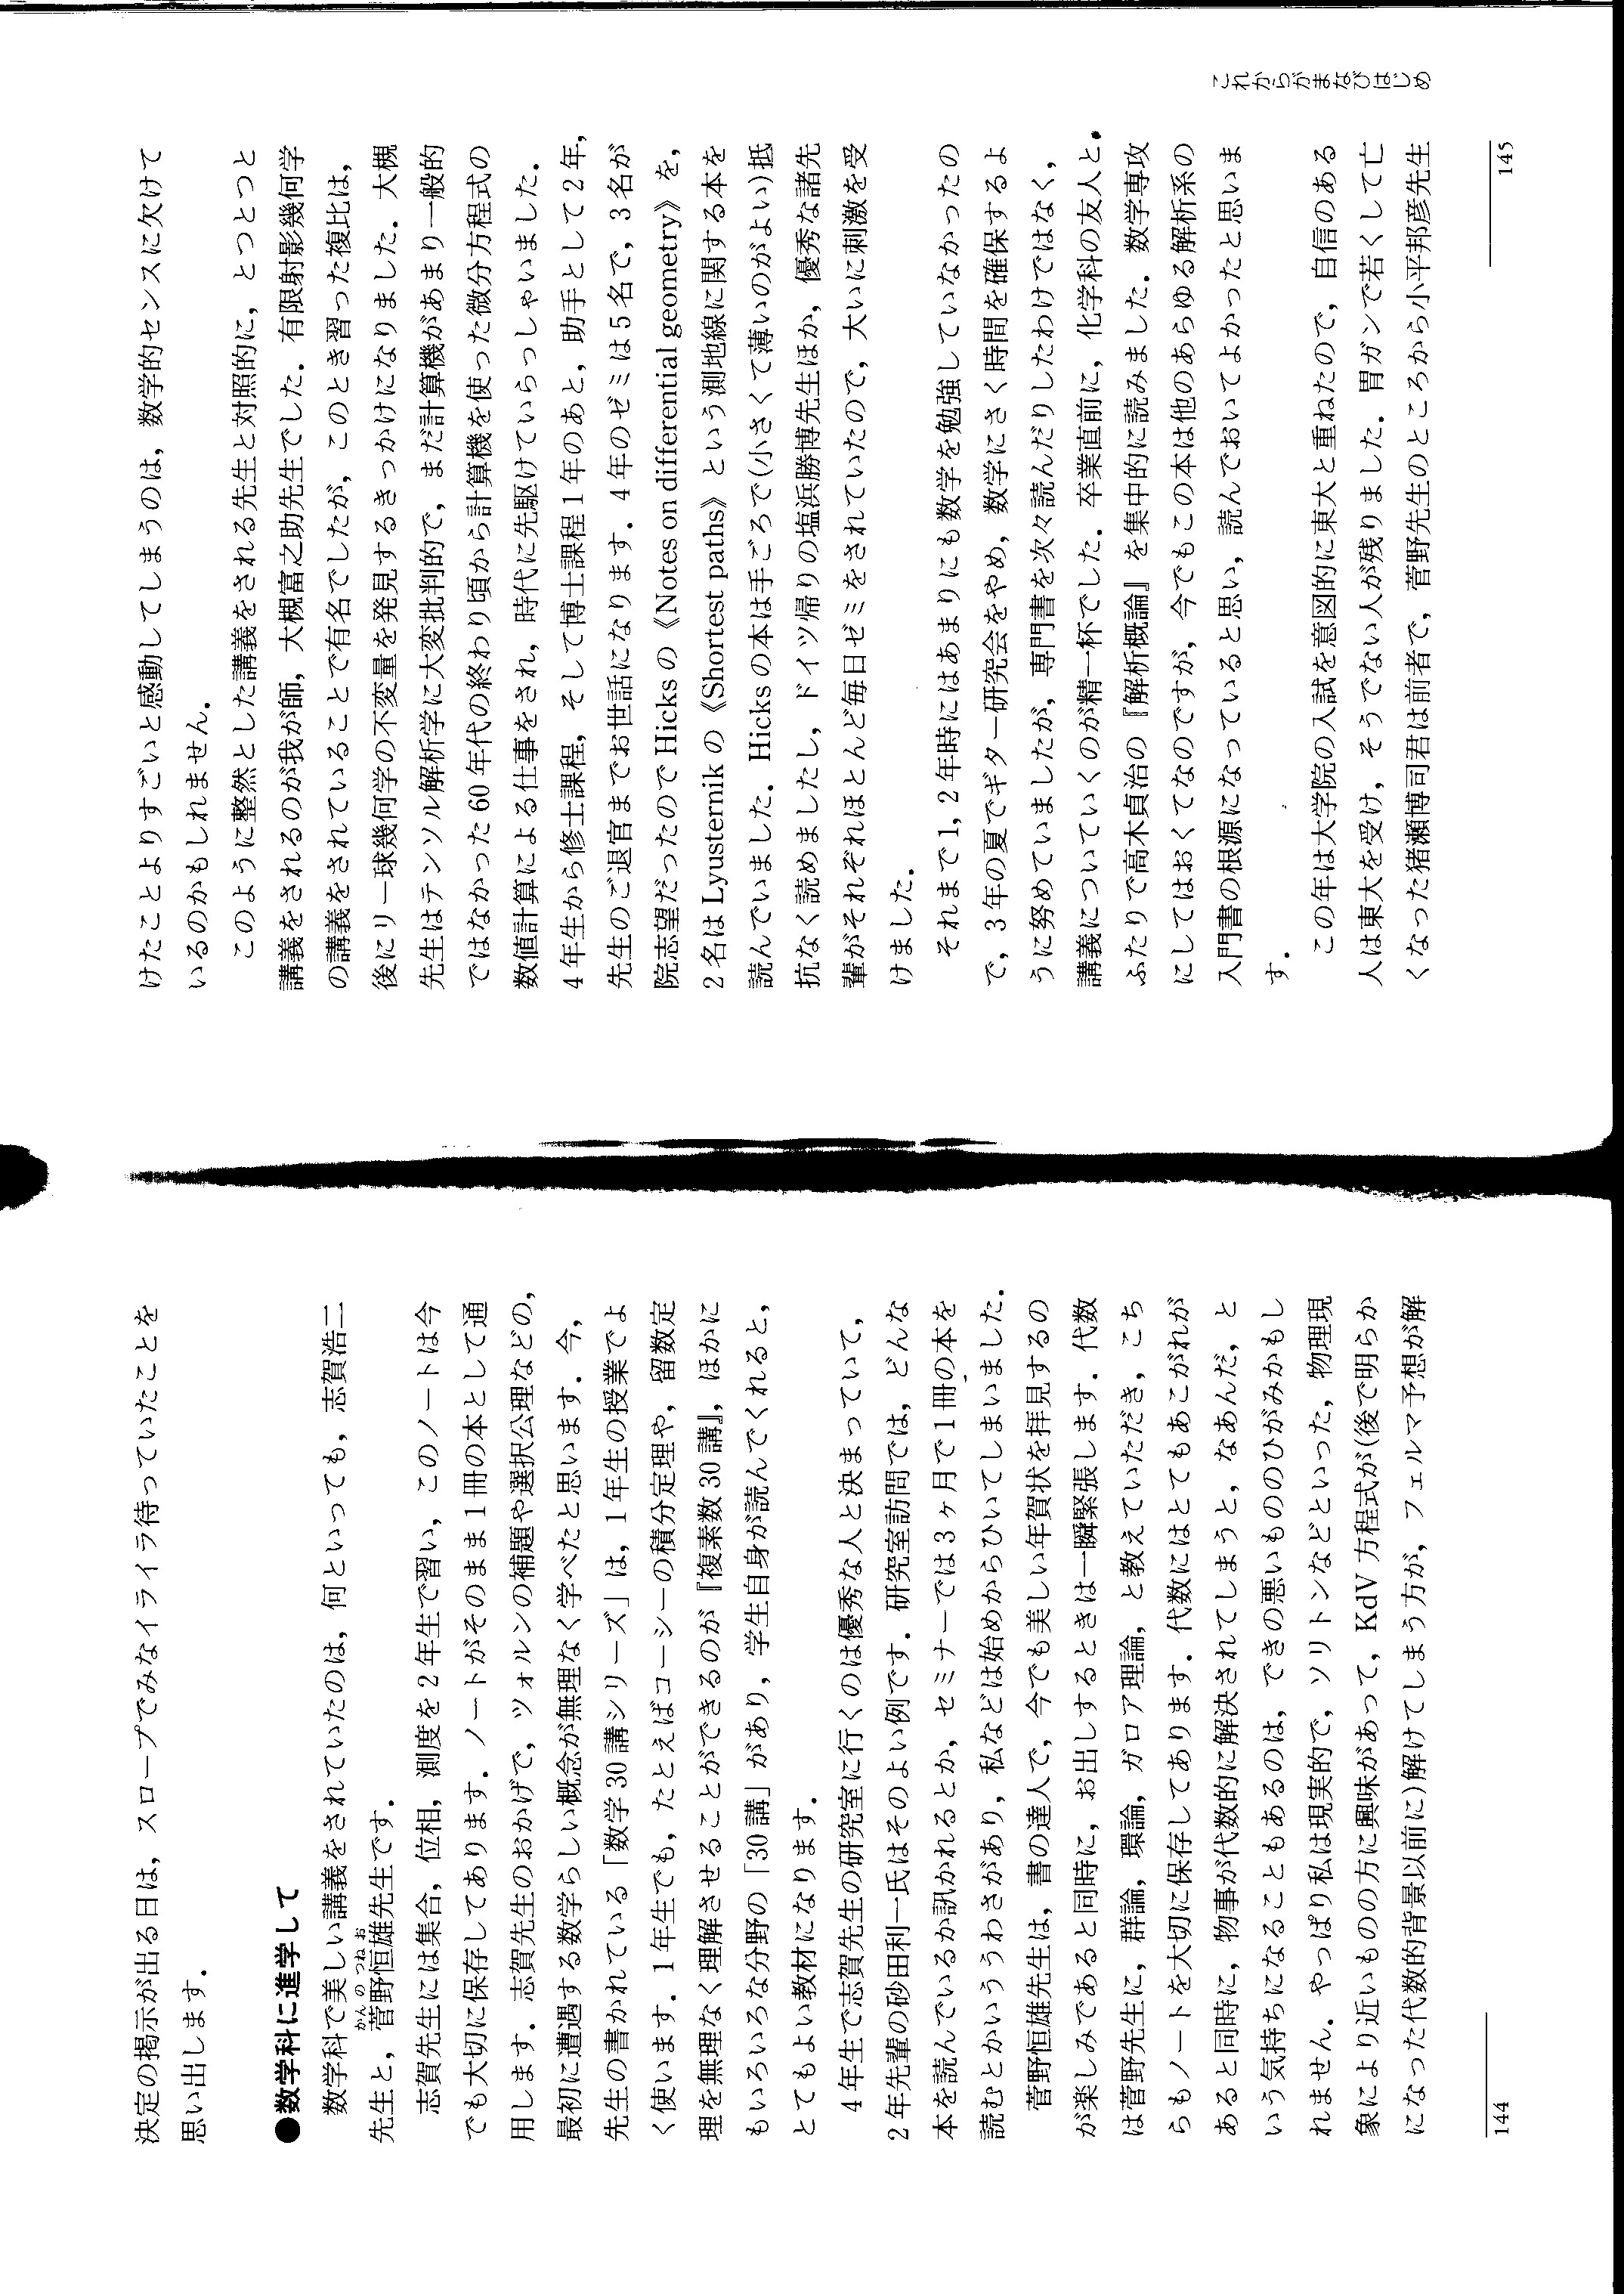 決定の掲示が出る日は，スロープでみなイライラ待っていたことを
思い出します．
●数学科に進学して
数学科で美しい講義をされていたのは，何といっても，志賀浩二
先生と，菅野恒雄先生です．
かんのつねお
志賀先生には集合，位相，測度を2年生で習い，このノートは今
でも大切に保存してあります．ノートがそのまま1冊の本として通
用します．志賀先生のおかげで，ツォルンの補題や選択公理などの，
最初に遭遇する数学らしい概念が無理なく学べたと思います．今，
先生の書かれている「数学30講シリーズ」は，1年生の授業でよ
く使います．1年生でも，たとえばコーシーの積分定理や，留数定
理を無理なく理解させることができるのが『複素数30講』，ほかに
もいろいろな分野の「30講」があり，学生自身が読んでくれると，
とてもよい教材になります．
4年生で志賀先生の研究室に行くのは優秀な人と決まっていて，
2年先輩の砂田利一氏はそのよい例です．研究室訪問では，どんな
本を読んでいるか訊かれるとか，セミナーでは3ヶ月で1冊の本を
読むとかいううわさがあり，私などは始めからひいてしまいました．
菅野恒雄先生は，書の達人で，今でも美しい年賀状を拝見するの
が楽しみであると同時に，お出しするときは一瞬緊張します．代数
は菅野先生に，群論，環論，ガロア理論，と教えていただき，こち
らもノートを大切に保存してあります．代数にはとてもあこがれが
あると同時に，物事が代数的に解決されてしまうと，なあんだ，と
いう気持ちになることもあるのは，できの悪いもののひがみかもし
れません．やっぱり私は現実的で，ソリトンなどといった，物理現
象により近いものの方に興味があって，KdV方程式が（後で明らか
になった代数的背景以前に）解けてしまう方が，フェルマ予想が解
144
けたことよりすごいと感動してしまうのは，数学的センスに欠けて
いるのかもしれません．
このように整然とした講義をされる先生と対照的に，とつとつと
講義をされるのが我が師，大槻富之助先生でした．有限射影幾何学
の講義をされていることで有名でしたが，このとき習った複比は，
後にリー球幾何学の不変量を発見するきっかけになりました．大槻
先生はテンソル解析学に大変批判的で，まだ計算機があまり一般的
ではなかった60年代の終わり頃から計算機を使った微分方程式の
数値計算による仕事をされ，時代に先駆けていらっしゃいました．
4年生から修士課程，そして博士課程1年のあと，助手として2年，
先生のご退官までお世話になります．4年のゼミは5名で，3名が
院志望だったのでHicksの《Notes on differential geometry》を，
2名はLyusternikの《Shortest paths》という測地線に関する本を
読んでいました．Hicksの本は手ごろで（小さくて薄いのがよい）抵
抗なく読めましたし，ドイツ帰りの塩浜勝博先生ほか，優秀な諸先
輩がそれぞれほとんど毎日ゼミをされていたので，大いに刺激を受
けました．
それまで1，2年時にはあまりにも数学を勉強していなかったの
で，3年の夏でギター研究会をやめ，数学にさく時間を確保するよ
うに努めていましたが，専門書を次々読んだりしたわけではなく，
講義についていくのが精一杯でした．卒業直前に，化学科の友人と，
ふたりで高木貞治の『解析概論』を集中的に読みました．数学専攻
にしてはおくてなのですが，今でもこの本は他のあらゆる解析系の
入門書の根源になっていると思い，読んでおいてよかったと思いま
す．
この年は大学院の入試を意図的に東大と重ねたので，自信のある
人は東大を受け，そうでない人が残りました．胃ガンで若くして亡
くなった猪瀬博司君は前者で，菅野先生のところから小平邦彦先生
これからがまなびはじめ
145